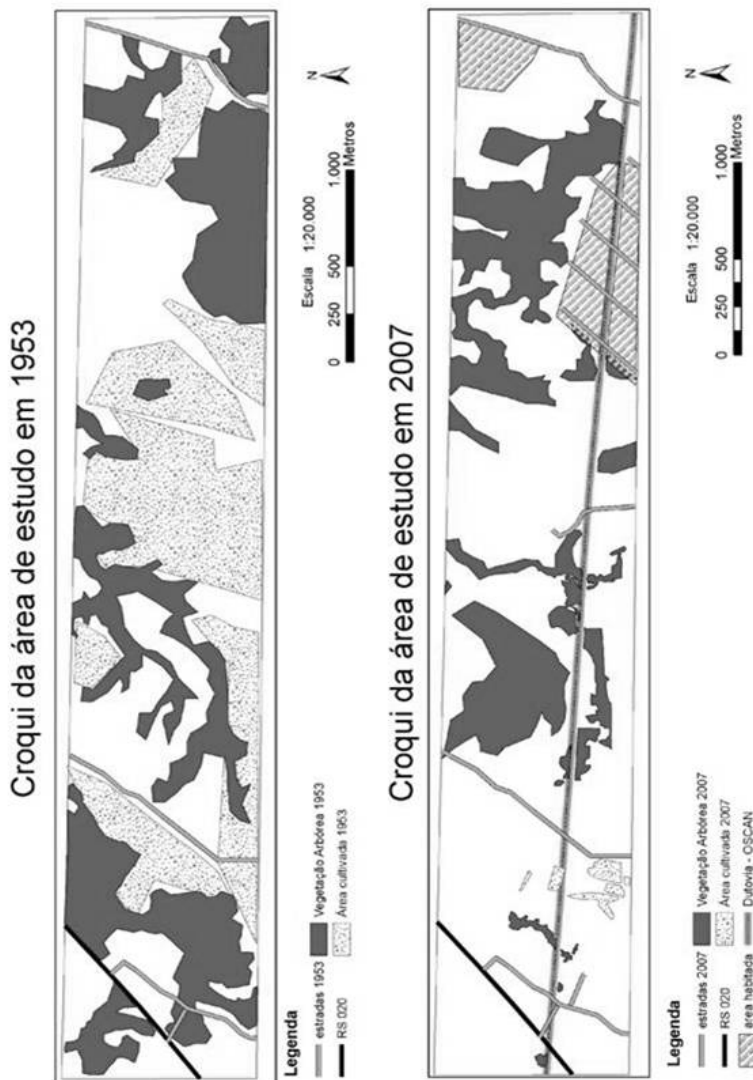 Croqui da área de estudo em 1953
N
Escala 1:20.000
0 250 500 1.000
Metros
Legenda
estradas 1953
RS 020
Vegetação Arbórea 1953
Área cultivada 1953
Croqui da área de estudo em 2007
N
Escala 1:20.000
0 250 500 1.000
Metros
Legenda
estradas 2007
RS 020
area habitada
Vegetação Arbórea 2007
Área cultivada 2007
Dutovia - OSCAN